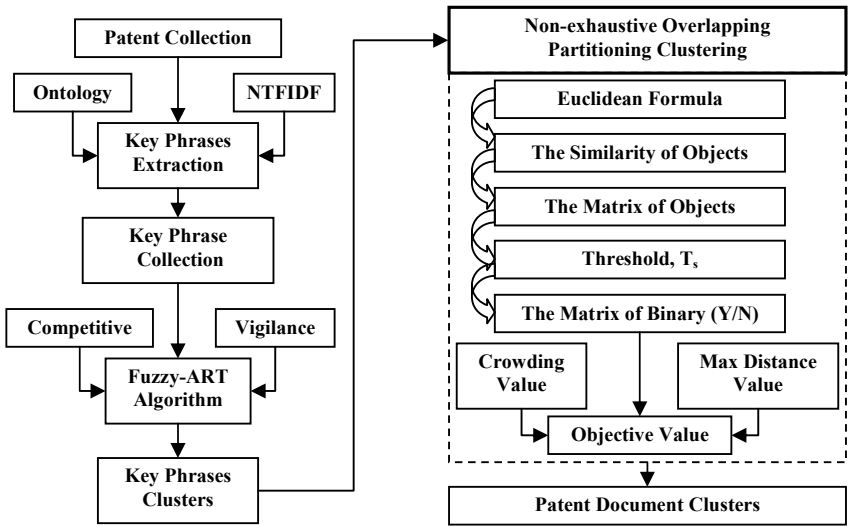 Patent Collection
Ontology
NTFIDF
Key Phrases
Extraction
Key Phrase
Collection
Competitive
Vigilance
Fuzzy-ART
Algorithm
Key Phrases
Clusters
Non-exhaustive Overlapping
Partitioning Clustering
Euclidean Formula
The Similarity of Objects
The Matrix of Objects
Threshold, Ts
The Matrix of Binary (Y/N)
Crowding
Value
Max Distance
Value
Objective Value
Patent Document Clusters